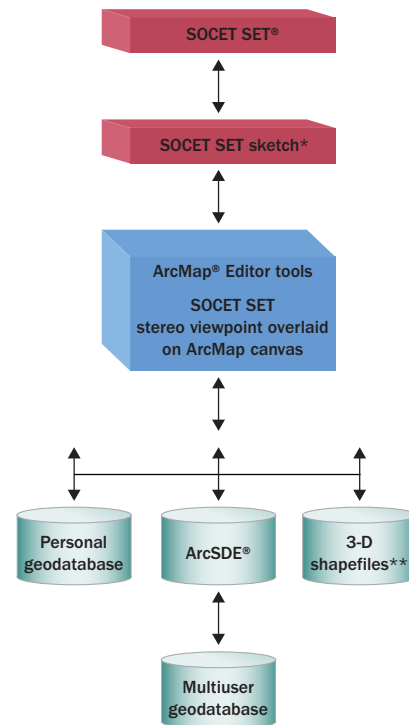 SOCET SET®
SOCET SET sketch*
ArcMap® Editor tools
SOCET SET
stereo viewpoint overlaid
on ArcMap canvas
Personal
geodatabase
ArcSDE®
3-D
shapefiles**
Multiuser
geodatabase